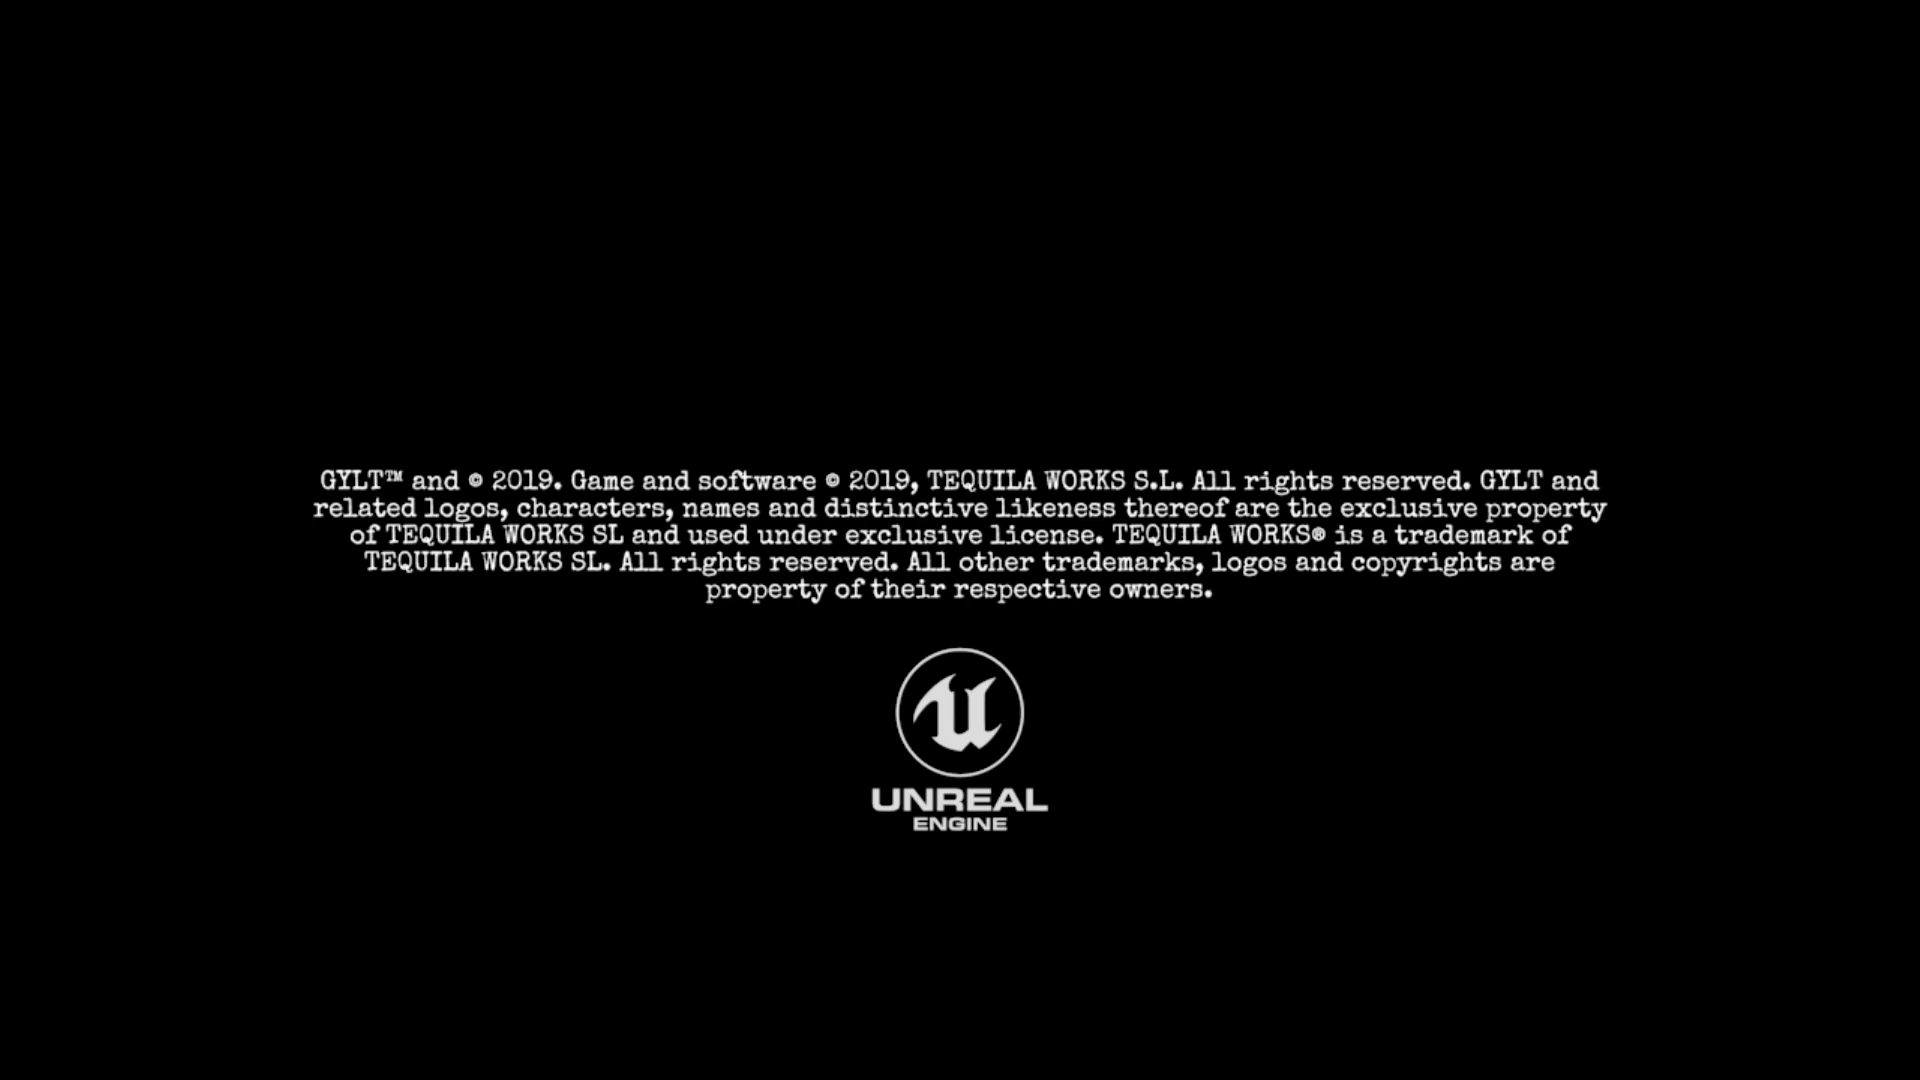 GYLT™ and © 2019. Game and software © 2019, TEQUILA WORKS S.L. All rights reserved. GYLT and
related logos, characters, names and distinctive likeness thereof are the exclusive property
of TEQUILA WORKS SL and used under exclusive license. TEQUILA WORKS® is a trademark of
TEQUILA WORKS SL. All rights reserved. All other trademarks, logos and copyrights are
property of their respective owners.
UNREAL
ENGINE